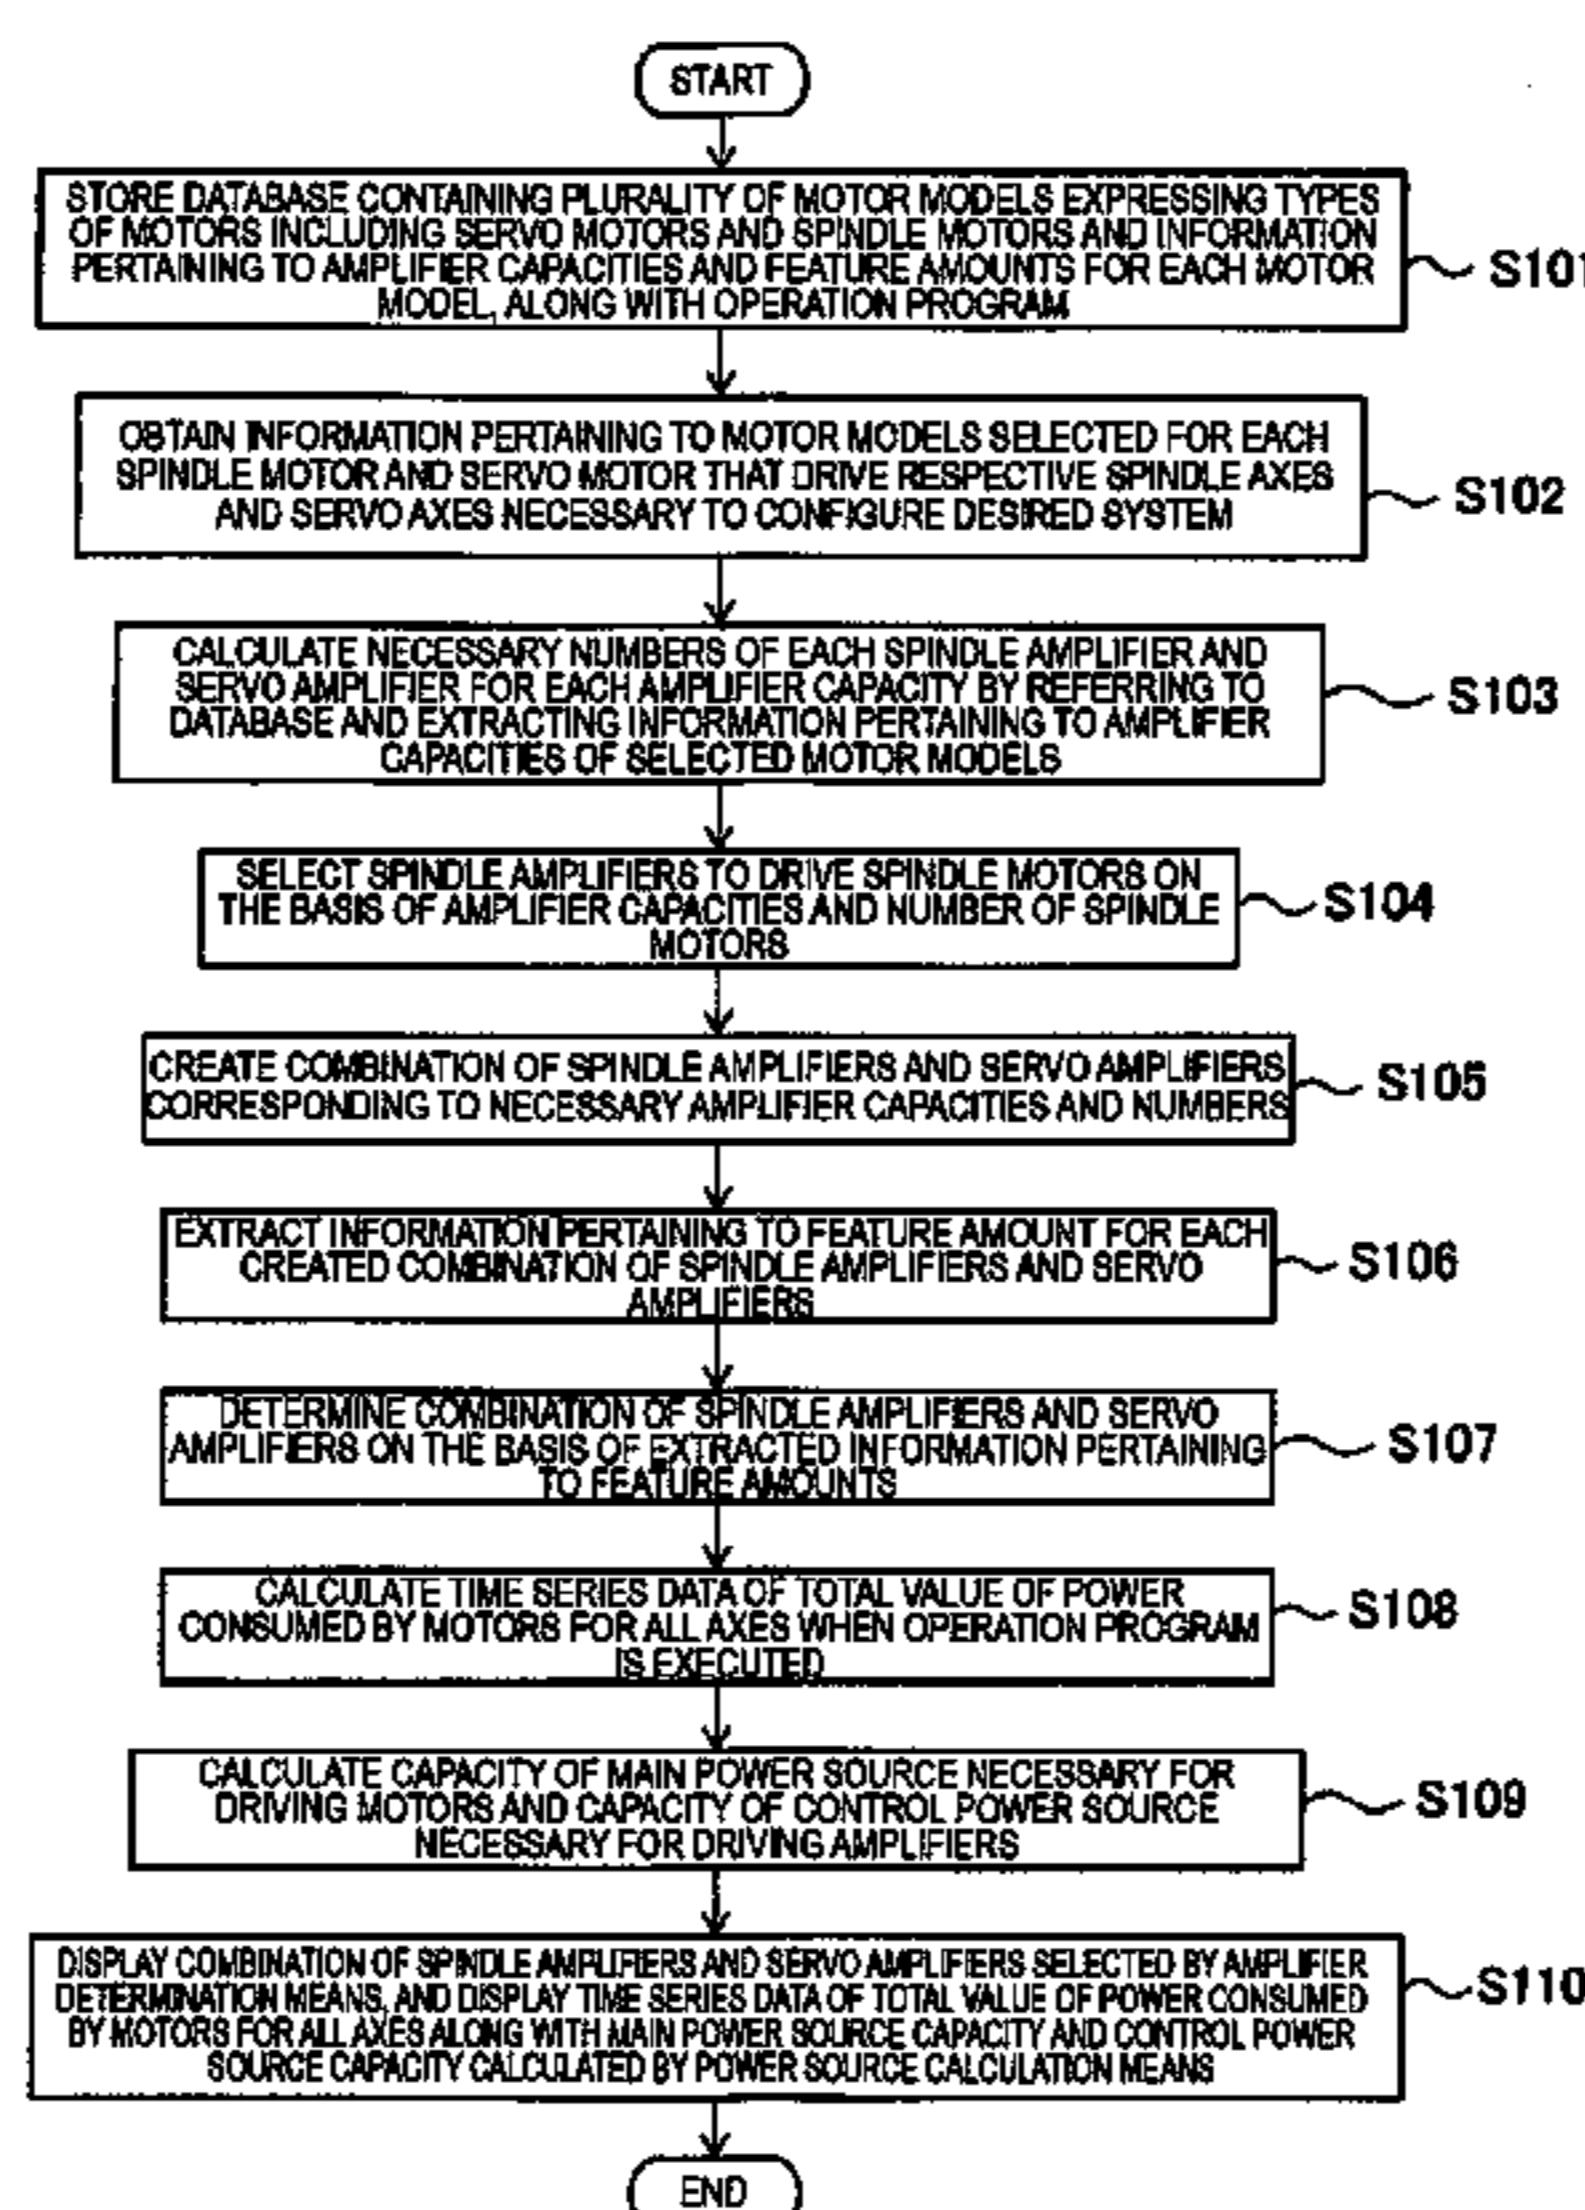 START
STORE DATABASE CONTAINING PLURALITY OF MOTOR MODELS EXPRESSING TYPES
OF MOTORS INCLUDING SERVO MOTORS AND SPINDLE MOTORS AND INFORMATION
PERTAINING TO AMPLIFIER CAPACITIES AND FEATURE AMOUNTS FOR EACH MOTOR
MODEL, ALONG WITH OPERATION PROGRAM
S101
OBTAIN INFORMATION PERTAINING TO MOTOR MODELS SELECTED FOR EACH
SPINDLE MOTOR AND SERVO MOTOR THAT DRIVE RESPECTIVE SPINDLE AXES
AND SERVO AXES NECESSARY TO CONFIGURE DESIRED SYSTEM
S102
CALCULATE NECESSARY NUMBERS OF EACH SPINDLE AMPLIFIER AND
SERVO AMPLIFIER FOR EACH AMPLIFIER CAPACITY BY REFERRING TO
DATABASE AND EXTRACTING INFORMATION PERTAINING TO AMPLIFIER
CAPACITIES OF SELECTED MOTOR MODELS
S103
SELECT SPINDLE AMPLIFIERS TO DRIVE SPINDLE MOTORS ON
THE BASIS OF AMPLIFIER CAPACITIES AND NUMBER OF SPINDLE
MOTORS
S104
CREATE COMBINATION OF SPINDLE AMPLIFIERS AND SERVO AMPLIFIERS
CORRESPONDING TO NECESSARY AMPLIFIER CAPACITIES AND NUMBERS
S105
EXTRACT INFORMATION PERTAINING TO FEATURE AMOUNT FOR EACH
CREATED COMBINATION OF SPINDLE AMPLIFIERS AND SERVO
AMPLIFIERS
S106
DETERMINE COMBINATION OF SPINDLE AMPLIFIERS AND SERVO
AMPLIFIERS ON THE BASIS OF EXTRACTED INFORMATION PERTAINING
TO FEATURE AMOUNTS
S107
CALCULATE TIME SERIES DATA OF TOTAL VALUE OF POWER
CONSUMED BY MOTORS FOR ALL AXES WHEN OPERATION PROGRAM
IS EXECUTED
S108
CALCULATE CAPACITY OF MAIN POWER SOURCE NECESSARY FOR
DRIVING MOTORS AND CAPACITY OF CONTROL POWER SOURCE
NECESSARY FOR DRIVING AMPLIFIERS
S109
DISPLAY COMBINATION OF SPINDLE AMPLIFIERS AND SERVO AMPLIFIERS SELECTED BY AMPLIFIER
DETERMINATION MEANS, AND DISPLAY TIME SERIES DATA OF TOTAL VALUE OF POWER CONSUMED
BY MOTORS FOR ALL AXES ALONG WITH MAIN POWER SOURCE CAPACITY AND CONTROL POWER
SOURCE CAPACITY CALCULATED BY POWER SOURCE CALCULATION MEANS
S110
END